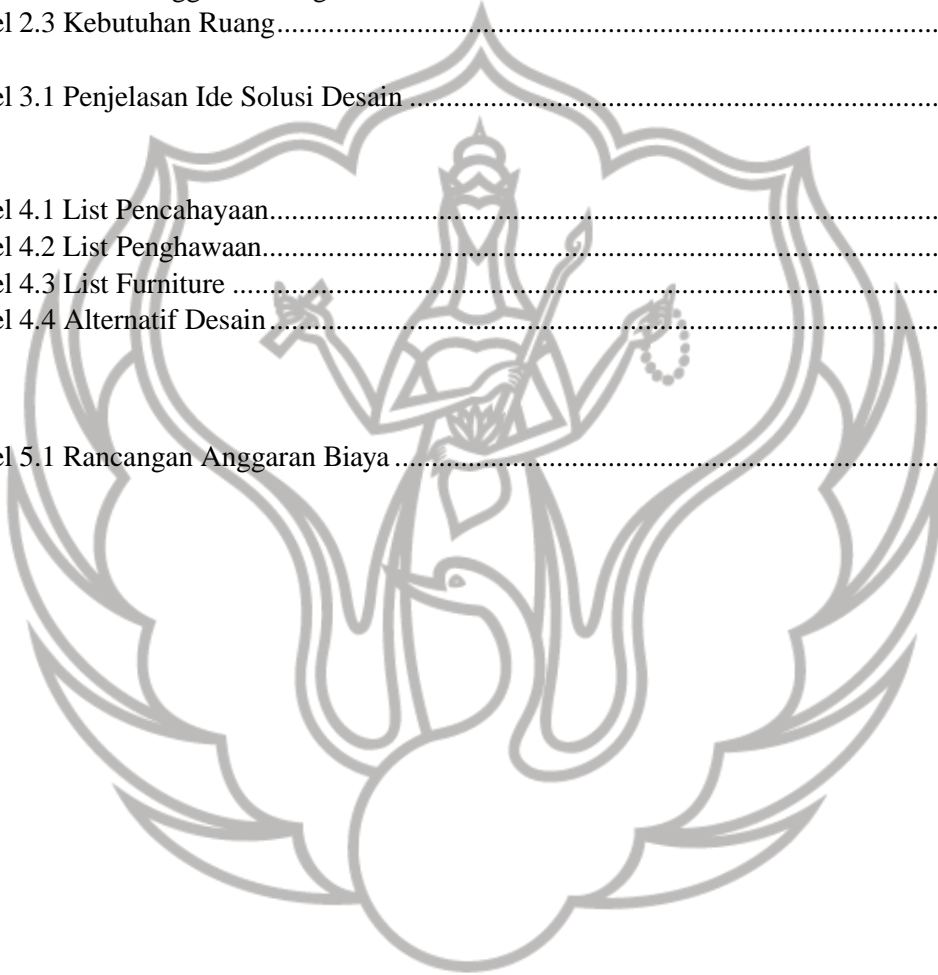 el 2.3 Kebutuhan Ruang
el 3.1 Penjelasan Ide Solusi Desain
el 4.1 List Pencahayaan
el 4.2 List Penghawaan
el 4.3 List Furniture
el 4.4 Alternatif Desain
el 5.1 Rancangan Anggaran Biaya